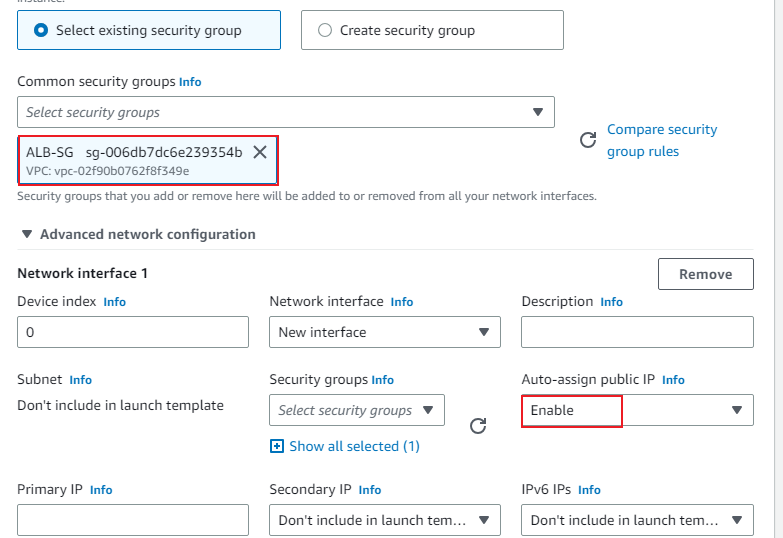 instance.
Select existing security group
Create security group
Common security groups Info
Select security groups
Compare security
group rules
ALB-SG sg-006db7dc6e239354b
VPC: vpc-02f90b0762f8f349e
Security groups that you add or remove here will be added to or removed from all your network interfaces.
Advanced network configuration
Network interface 1
Remove
Device index Info
Network interface Info
Description Info
0
New interface
Subnet Info
Security groups Info
Auto-assign public IP Info
Don't include in launch template
Select security groups
Enable
Show all selected (1)
Primary IP Info
Secondary IP Info
IPv6 IPs Info
Don't include in launch tem...
Don't include in launch tem...